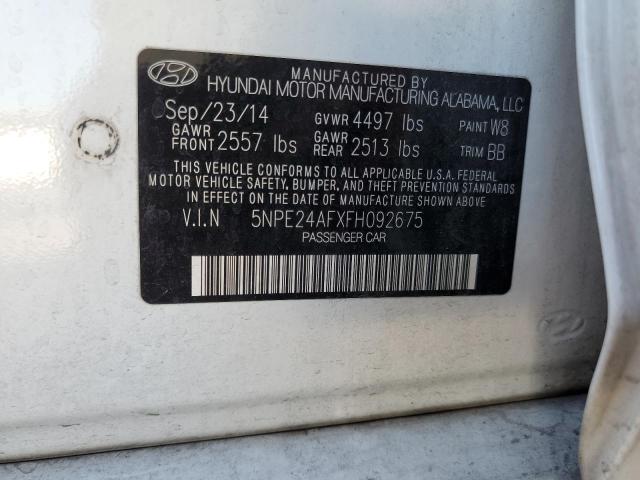 MANUFACTURED BY
HYUNDAI MOTOR MANUFACTURING ALABAMA, LLC
Sep/23/14 GVWR 4497 lbs PAINT W8
GAWR FRONT 2557 lbs GAWR REAR 2513 lbs TRIM BB
THIS VEHICLE CONFORMS TO ALL APPLICABLE U.S.A. FEDERAL
MOTOR VEHICLE SAFETY, BUMPER, AND THEFT PREVENTION STANDARDS
IN EFFECT ON THE DATE OF MANUFACTURE SHOWN ABOVE.
V.I.N 5NPE24AFXFH092675
PASSENGER CAR